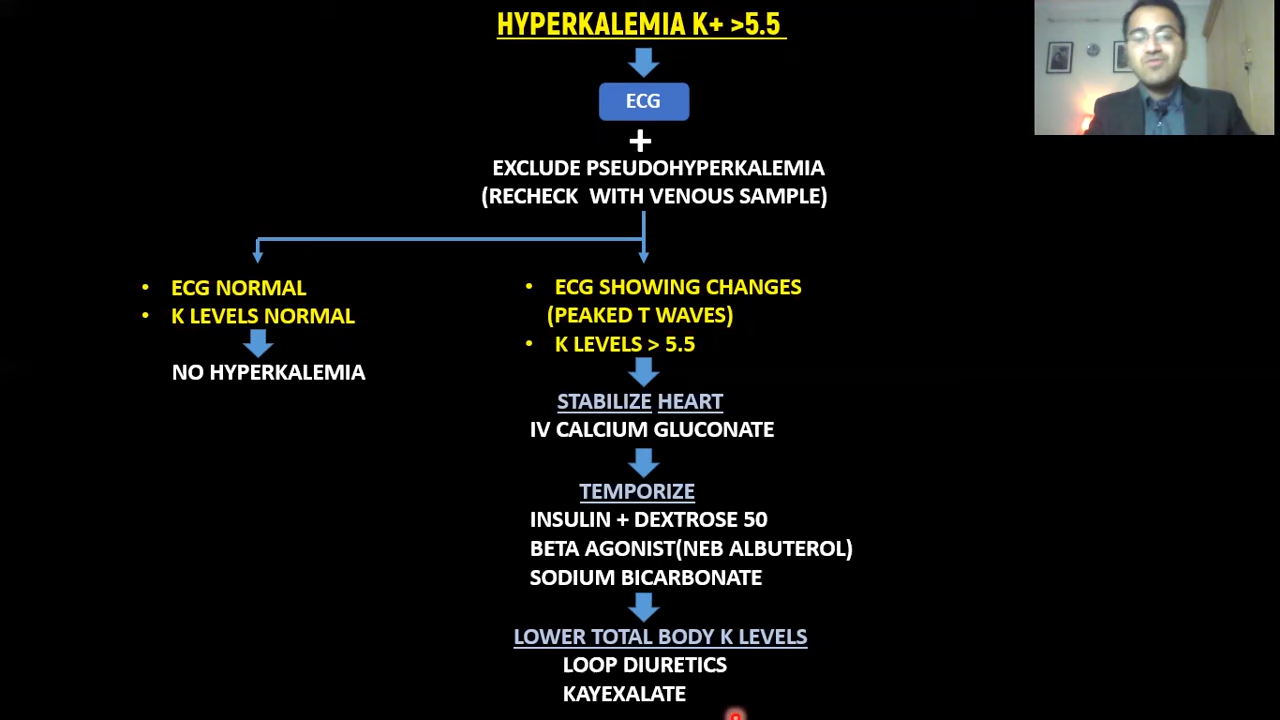 HYPERKALEMIA K+ >5.5
ECG
+
EXCLUDE PSEUDOHYPERKALEMIA
(RECHECK WITH VENOUS SAMPLE)
• ECG NORMAL
• K LEVELS NORMAL
NO HYPERKALEMIA
• ECG SHOWING CHANGES
(PEAKED T WAVES)
• K LEVELS > 5.5
STABILIZE HEART
IV CALCIUM GLUCONATE
TEMPORIZE
INSULIN + DEXTROSE 50
BETA AGONIST(NEB ALBUTEROL)
SODIUM BICARBONATE
LOWER TOTAL BODY K LEVELS
LOOP DIURETICS
KAYEXALATE